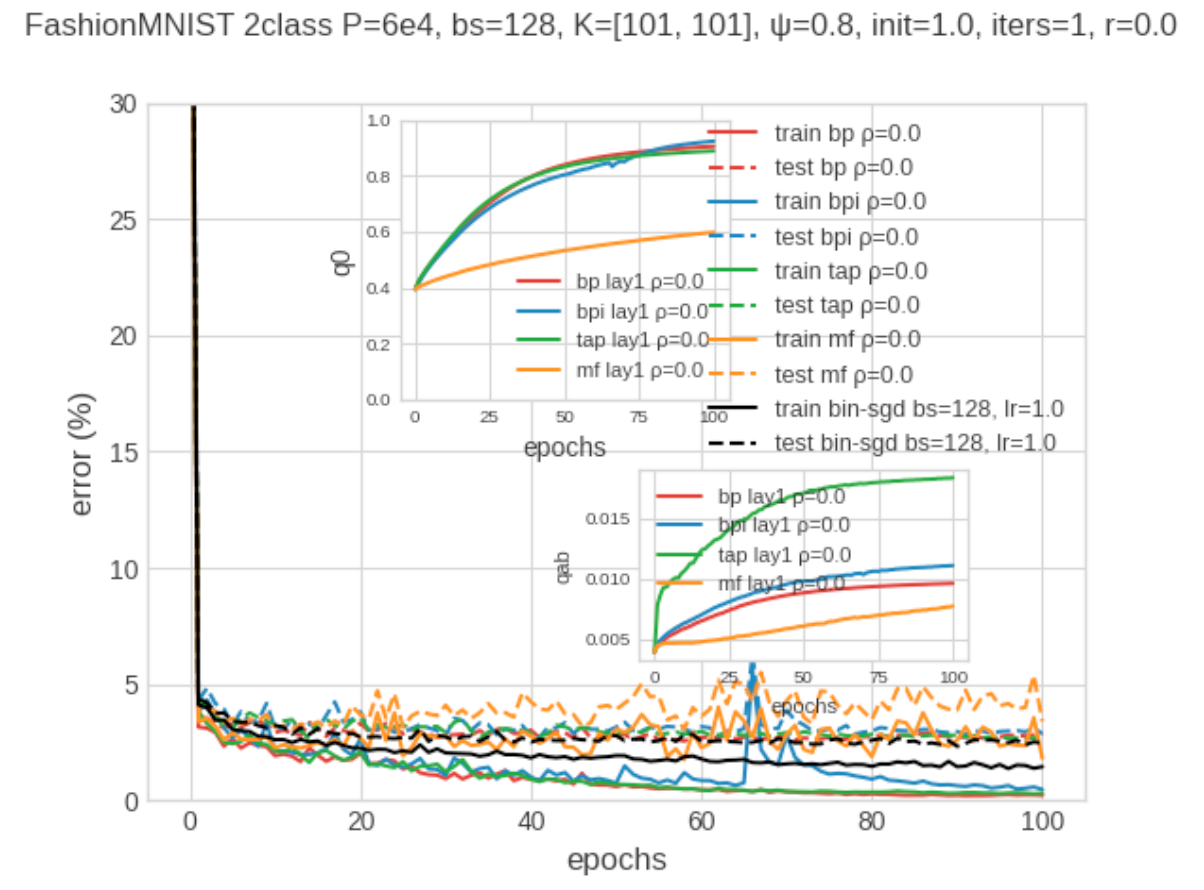 FashionMNIST 2class P=6e4, bs=128, K=[101, 101], ψ=0.8, init=1.0, iters=1, r=0.0
30
25
20
15
10
5
0
error (%)
0
20
40
60
80
100
epochs
1.0
0.8
0.6
0.4
0.2
0.0
q0
0
25
50
75
100
epochs
bp lay1 ρ=0.0
bpi lay1 ρ=0.0
tap lay1 ρ=0.0
mf lay1 ρ=0.0
train bp ρ=0.0
test bp ρ=0.0
train bpi ρ=0.0
test bpi ρ=0.0
train tap ρ=0.0
test tap ρ=0.0
train mf ρ=0.0
test mf ρ=0.0
train bin-sgd bs=128, lr=1.0
test bin-sgd bs=128, lr=1.0
0.015
0.010
0.005
qab
bp lay1 ρ=0.0
bpi lay1 ρ=0.0
tap lay1 ρ=0.0
mf lay1 ρ=0.0
0
25
50
75
100
epochs